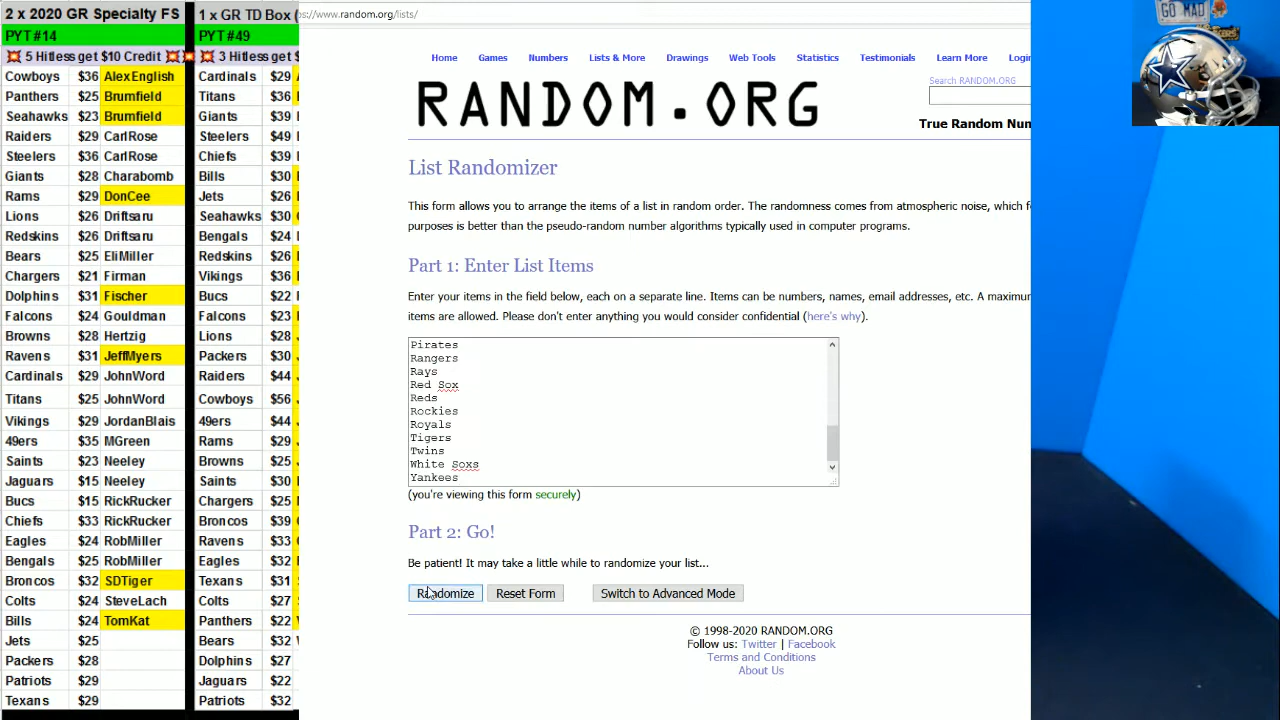 2 x 2020 GR Specialty FS
PYT #14
5 Hitless get $10 Credit
Cowboys $36 AlexEnglish
Panthers $25 Brumfield
Seahawks $23 Brumfield
Raiders $29 CarlRose
Steelers $36 CarlRose
Giants $28 Charabomb
Rams $29 DonCee
Lions $26 Driftsaru
Redskins $26 Driftsaru
Bears $25 EliMiller
Chargers $21 Firman
Dolphins $31 Fischer
Falcons $24 Gouldman
Browns $28 Hertzig
Ravens $31 JeffMyers
Cardinals $29 JohnWord
Titans $25 JohnWord
Vikings $29 JordanBlais
49ers $35 MGreen
Saints $23 Neeley
Jaguars $15 Neeley
Bucs $15 RickRucker
Chiefs $33 RickRucker
Eagles $24 RobMiller
Bengals $25 RobMiller
Broncos $32 SDTiger
Colts $24 SteveLach
Bills $24 TomKat
Jets $25
Packers $28
Patriots $29
Texans $29
1 x GR TD Box (
PYT #49
3 Hitless get $
Cardinals $29
Titans $36
Giants $39
Steelers $49
Chiefs $39
Bills $30
Jets $26
Seahawks $30
Bengals $24
Redskins $26
Vikings $36
Bucs $22
Falcons $23
Lions $28
Packers $30
Raiders $44
Cowboys $56
49ers $44
Rams $29
Browns $25
Saints $30
Chargers $25
Broncos $39
Ravens $33
Eagles $32
Texans $31
Colts $27
Panthers $22
Bears $32
Dolphins $27
Jaguars $22
Patriots $32
s://www.random.org/lists/
Home Games Numbers Lists & More Drawings Web Tools Statistics Testimonials Learn More Login
RANDOM.ORG
Search RANDOM.ORG
True Random Num
List Randomizer
This form allows you to arrange the items of a list in random order. The randomness comes from atmospheric noise, which f
purposes is better than the pseudo-random number algorithms typically used in computer programs.
Part 1: Enter List Items
Enter your items in the field below, each on a separate line. Items can be numbers, names, email addresses, etc. A maximum
items are allowed. Please don't enter anything you would consider confidential (here's why).
Pirates
Rangers
Rays
Red Sox
Reds
Rockies
Royals
Tigers
Twins
White Soxs
Yankees
(you're viewing this form securely)
Part 2: Go!
Be patient! It may take a little while to randomize your list...
Randomize Reset Form Switch to Advanced Mode
© 1998-2020 RANDOM.ORG
Follow us: Twitter | Facebook
Terms and Conditions
About Us
GO MAD